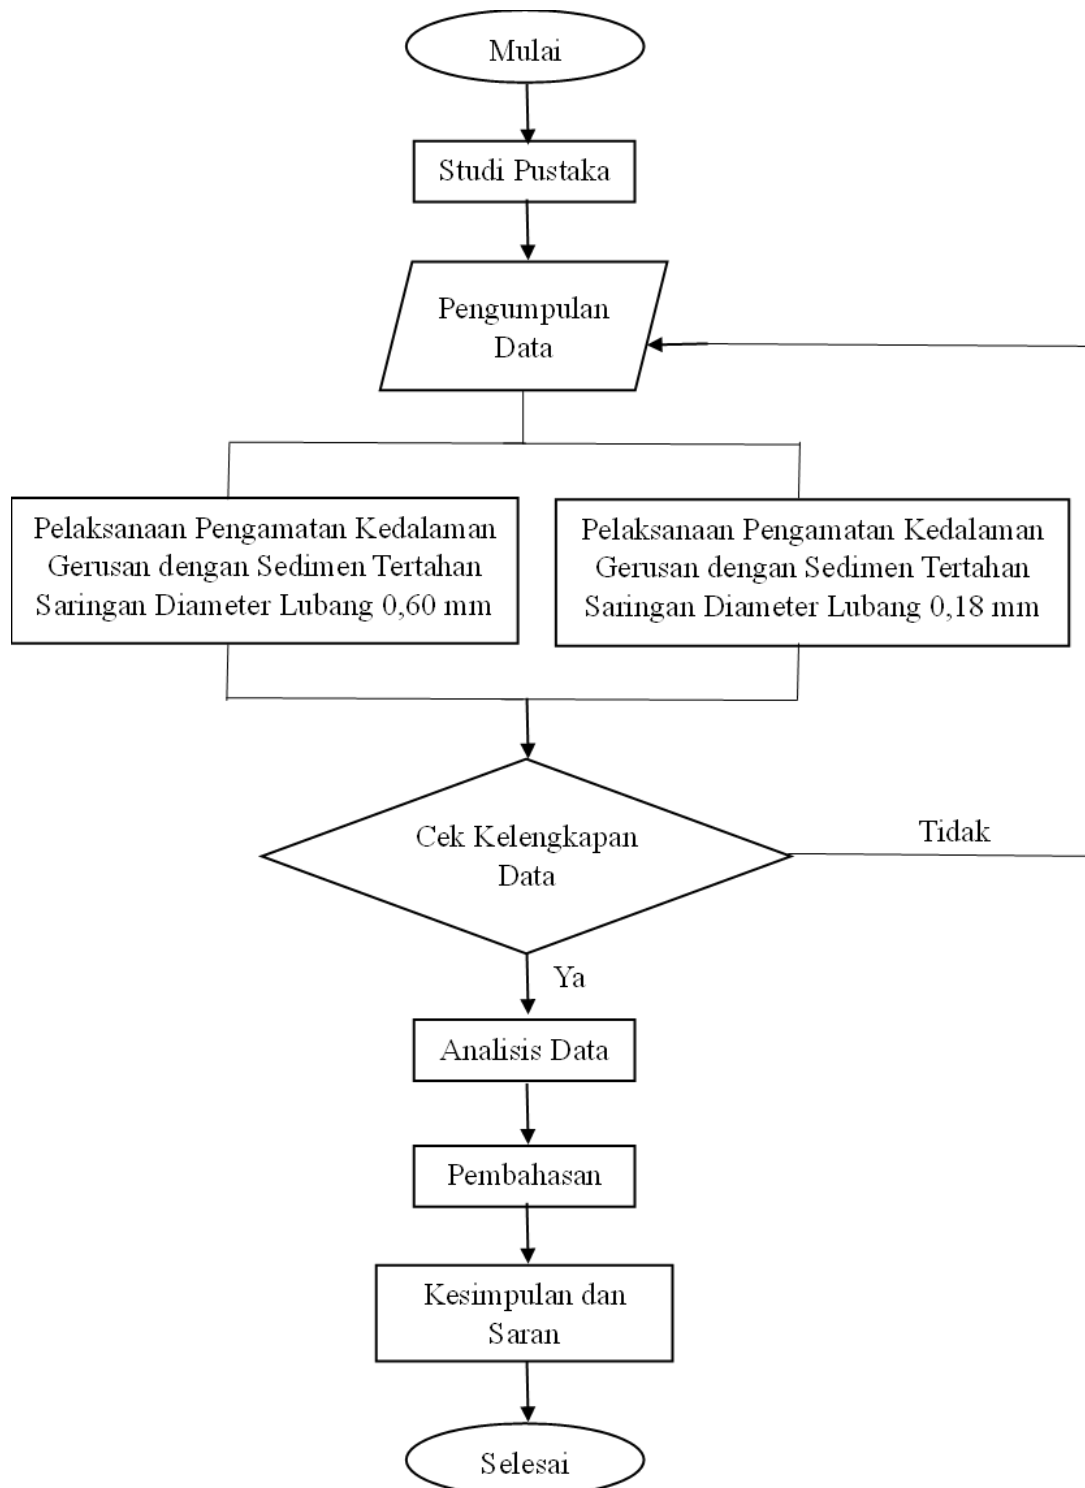 Mulai
Studi Pustaka
Pengumpulan
Data
Pelaksanaan Pengamatan Kedalaman
Gerusan dengan Sedimen Tertahan
Saringan Diameter Lubang 0,60 mm
Pelaksanaan Pengamatan Kedalaman
Gerusan dengan Sedimen Tertahan
Saringan Diameter Lubang 0,18 mm
Cek Kelengkapan
Data
Tidak
Ya
Analisis Data
Pembahasan
Kesimpulan dan
Saran
Selesai